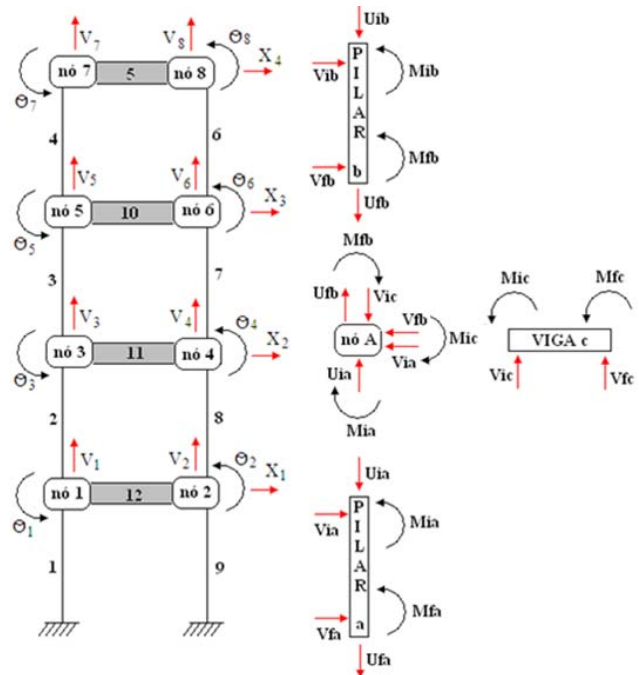 V7
V8
Θ8
nó 7
5
nó 8
X4
Θ7
4
6
V5
V6
Θ6
nó 5
10
nó 6
X3
Θ5
3
7
V3
V4
Θ4
nó 3
11
nó 4
X2
Θ3
2
8
V1
V2
Θ2
nó 1
12
nó 2
X1
Θ1
1
9
Uib
Vib
PILAR b
Mib
Mfb
Vfb
Ufb
Mfb
Ufb
Vic
Vfb
nó A
Mic
Via
Uia
Mia
Mic
Mfc
VIGA c
Vic
Vfc
Uia
Via
PILAR a
Mia
Mfa
Vfa
Ufa